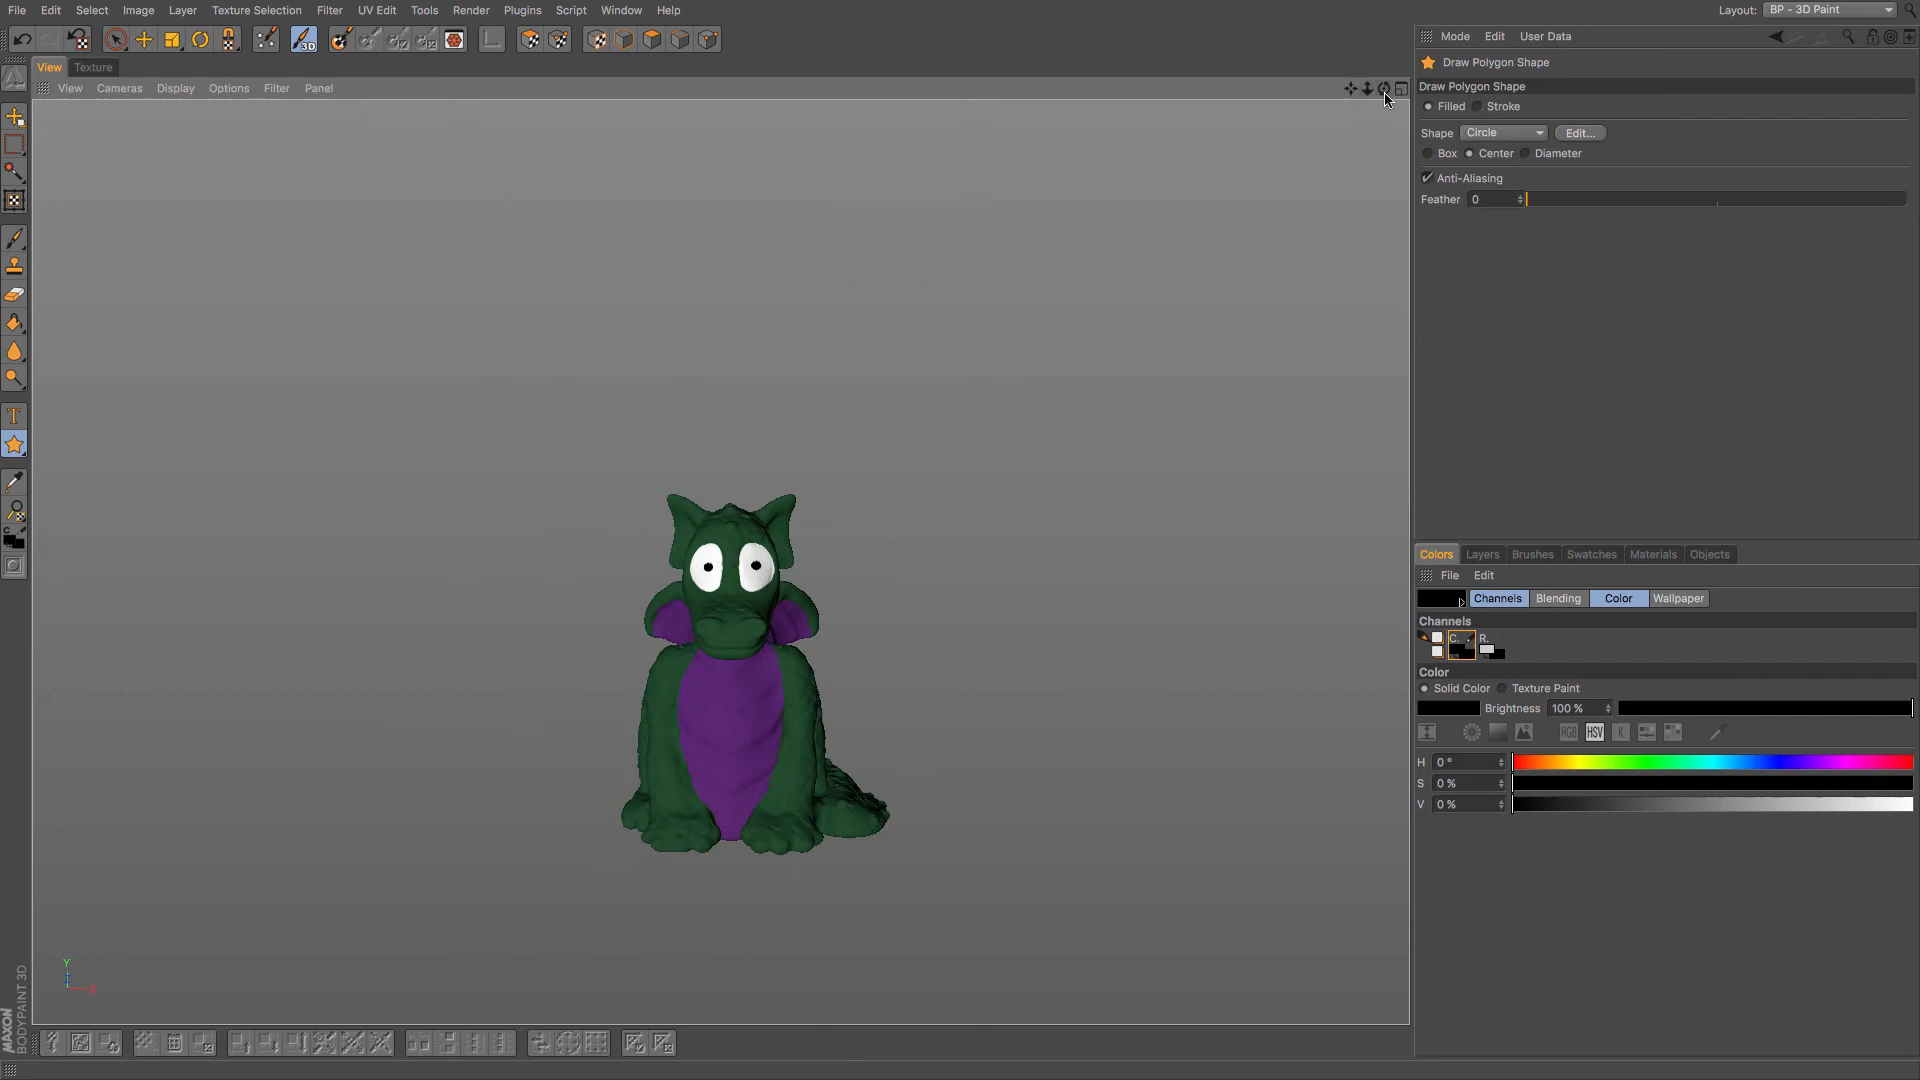 File Edit Select Image Layer Texture Selection Filter UV Edit Tools Render Plugins Script Window Help
Layout: BP - 3D Paint
3D
Mode Edit User Data
View Texture
Draw Polygon Shape
View Cameras Display Options Filter Panel
Draw Polygon Shape
Filled Stroke
Shape Circle Edit...
Box Center Diameter
Anti-Aliasing
Feather 0
T
C
Colors Layers Brushes Swatches Materials Objects
File Edit
Channels Blending Color Wallpaper
Channels
C. R.
Color
Solid Color Texture Paint
Brightness 100 %
RGB HSV K
H 0 °
S 0 %
V 0 %
Y
X
MAXON
BODYPAINT 3D